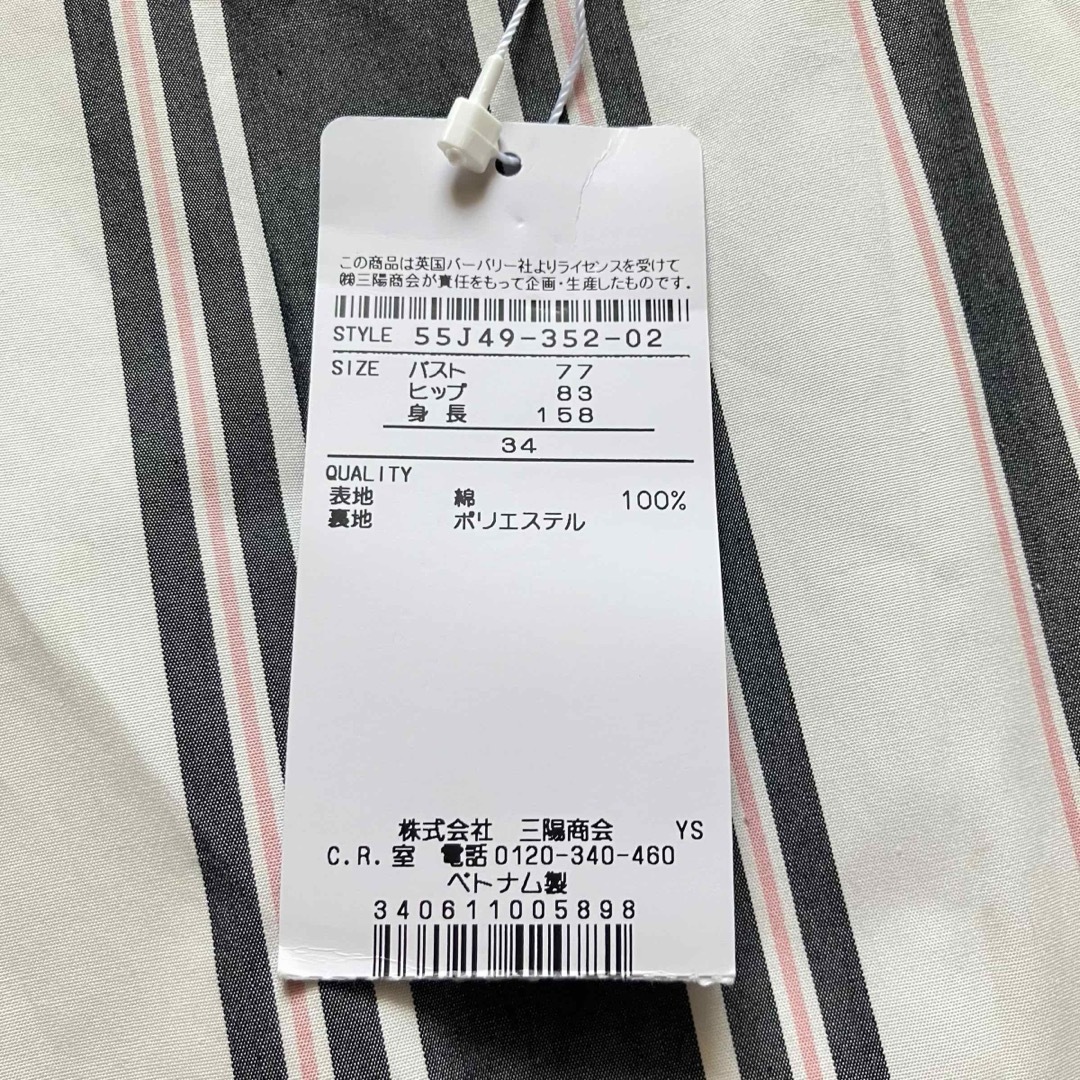 この商品は英国バーバリー社よりライセンスを受けて
㈱三陽商会が責任をもって企画・生産したものです.
STYLE 55J49-352-02
SIZE バスト 77
ヒップ 83
身長 158
34
QUALITY
表地 綿 100%
裏地 ポリエステル
株式会社 三陽商会 YS
C.R.室 電話0120-340-460
ベトナム製
340611005898